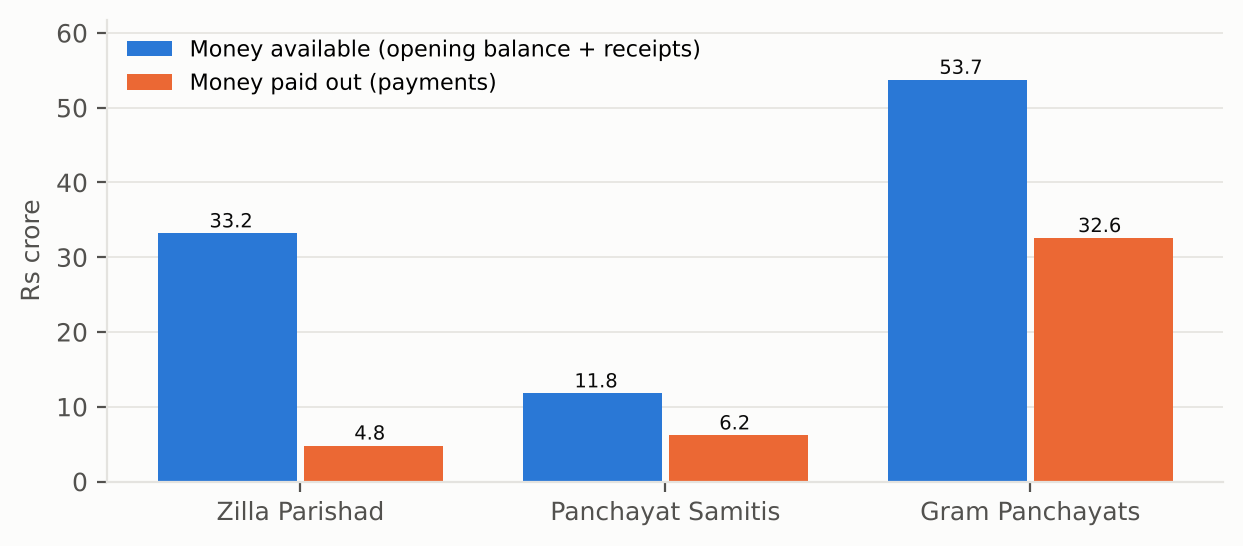 Money available (opening balance + receipts)
Money paid out (payments)
Rs crore
60
50
40
30
20
10
0
33.2
4.8
11.8
6.2
53.7
32.6
Zilla Parishad
Panchayat Samitis
Gram Panchayats